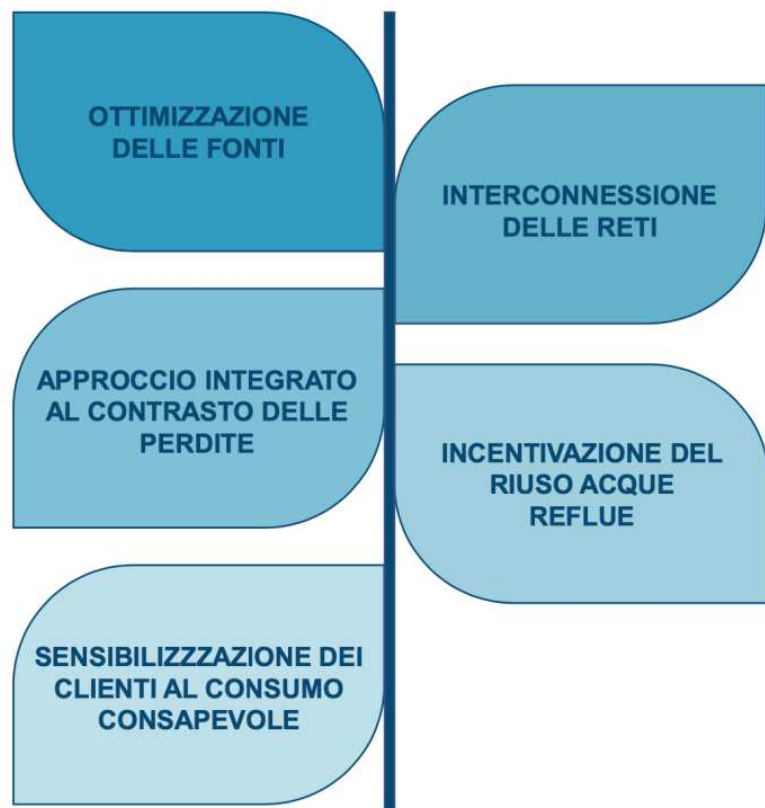 OTTIMIZZAZIONE
DELLE FONTI
INTERCONNESSIONE
DELLE RETI
APPROCCIO INTEGRATO
AL CONTRASTO DELLE
PERDITE
INCENTIVAZIONE DEL
RIUSO ACQUE
REFLUE
SENSIBILIZZZAZIONE DEI
CLIENTI AL CONSUMO
CONSAPEVOLE